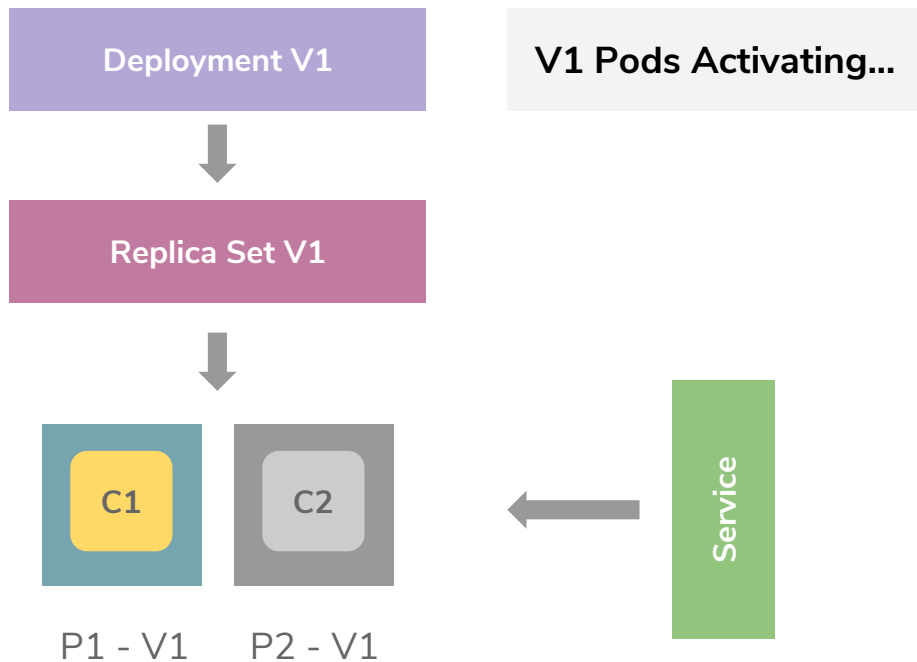 Deployment V1
V1 Pods Activating...
Replica Set V1
C1
C2
Service
P1 - V1
P2 - V1